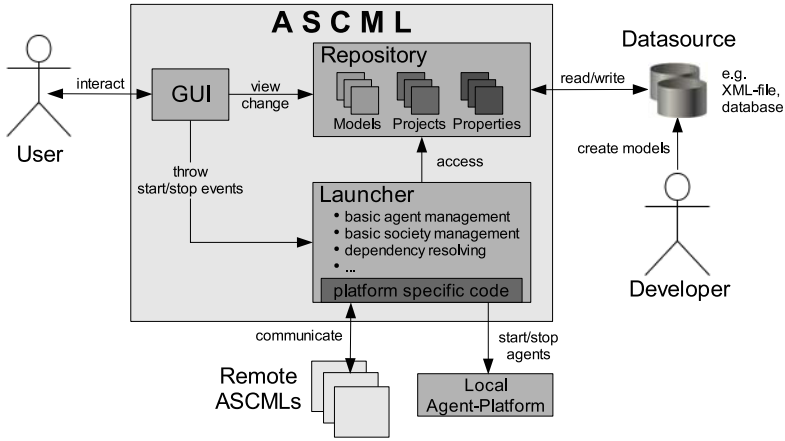 A S C M L
Repository
Models
Projects
Properties
GUI
view
change
interact
User
throw
start/stop events
access
Launcher
• basic agent management
• basic society management
• dependency resolving
• ...
platform specific code
read/write
Datasource
e.g.
XML-file,
database
create models
Developer
communicate
Remote
ASCMLs
start/stop
agents
Local
Agent-Platform